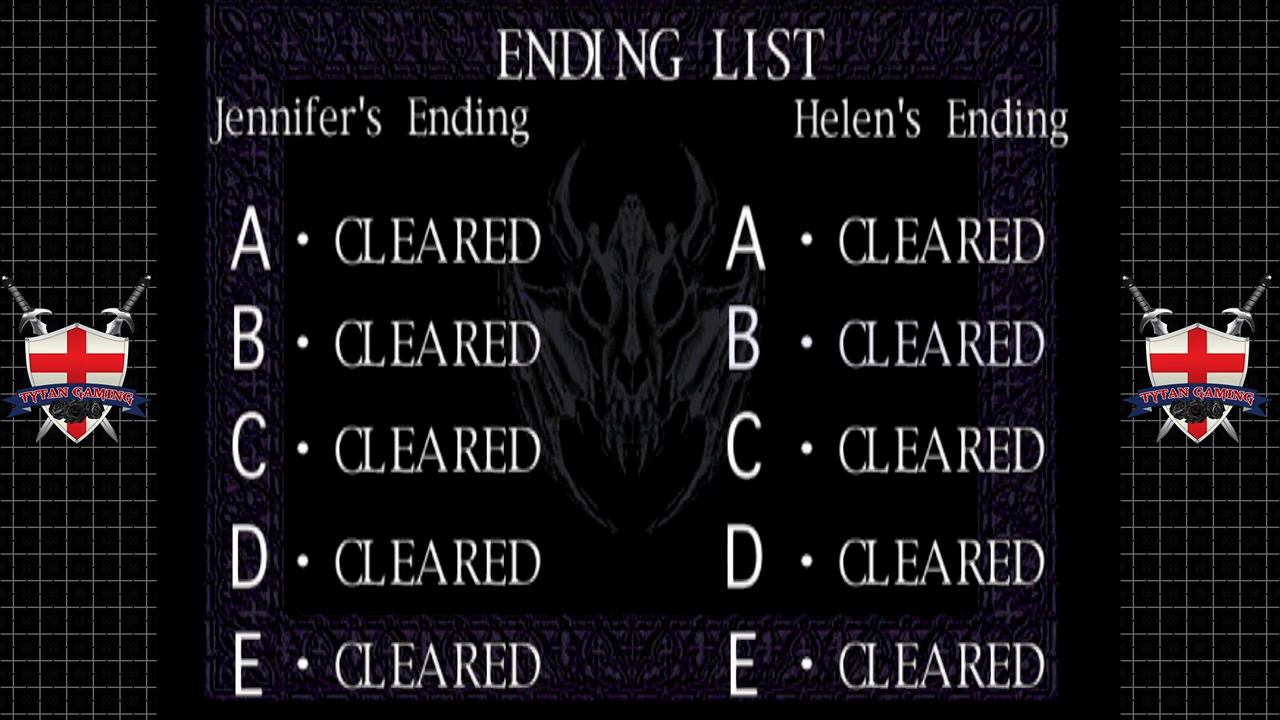 ENDING LIST
Jennifer's Ending
Helen's Ending
A • CLEARED
A • CLEARED
B • CLEARED
B • CLEARED
C • CLEARED
C • CLEARED
D • CLEARED
D • CLEARED
E • CLEARED
E • CLEARED
TYTAN GAMING
TYTAN GAMING